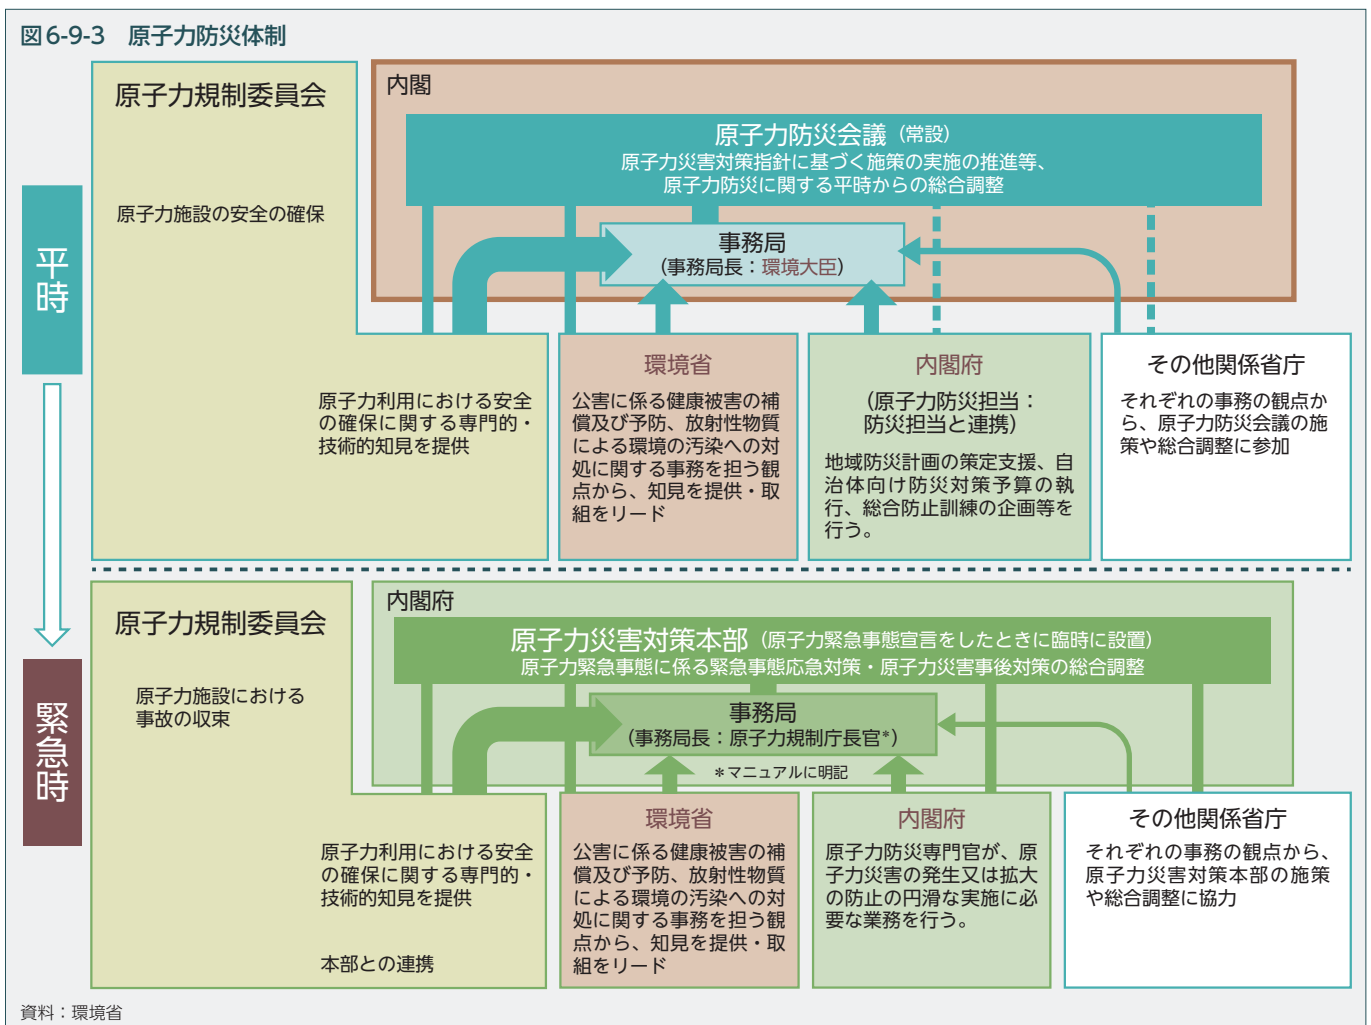 図6-9-3 原子力防災体制
平時
原子力規制委員会
原子力施設の安全の確保
原子力利用における安全
の確保に関する専門的・
技術的知見を提供
内閣
原子力防災会議（常設）
原子力災害対策指針に基づく施策の実施の推進等、
原子力防災に関する平時からの総合調整
事務局
（事務局長：環境大臣）
環境省
公害に係る健康被害の補
償及び予防、放射性物質
による環境の汚染への対
処に関する事務を担う観
点から、知見を提供・取
組をリード
内閣府
（原子力防災担当：
防災担当と連携）
地域防災計画の策定支援、自
治体向け防災対策予算の執
行、総合防止訓練の企画等を
行う。
その他関係省庁
それぞれの事務の観点か
ら、原子力防災会議の施
策や総合調整に参加
緊急時
原子力規制委員会
原子力施設における
事故の収束
原子力利用における安全
の確保に関する専門的・
技術的知見を提供
本部との連携
内閣府
原子力災害対策本部（原子力緊急事態宣言をしたときに臨時に設置）
原子力緊急事態に係る緊急事態応急対策・原子力災害事後対策の総合調整
事務局
（事務局長：原子力規制庁長官*）
＊マニュアルに明記
環境省
公害に係る健康被害の補
償及び予防、放射性物質
による環境の汚染への対
処に関する事務を担う観
点から、知見を提供・取
組をリード
内閣府
原子力防災専門官が、原
子力災害の発生又は拡大
の防止の円滑な実施に必
要な業務を行う。
その他関係省庁
それぞれの事務の観点から、
原子力災害対策本部の施策
や総合調整に協力
資料：環境省